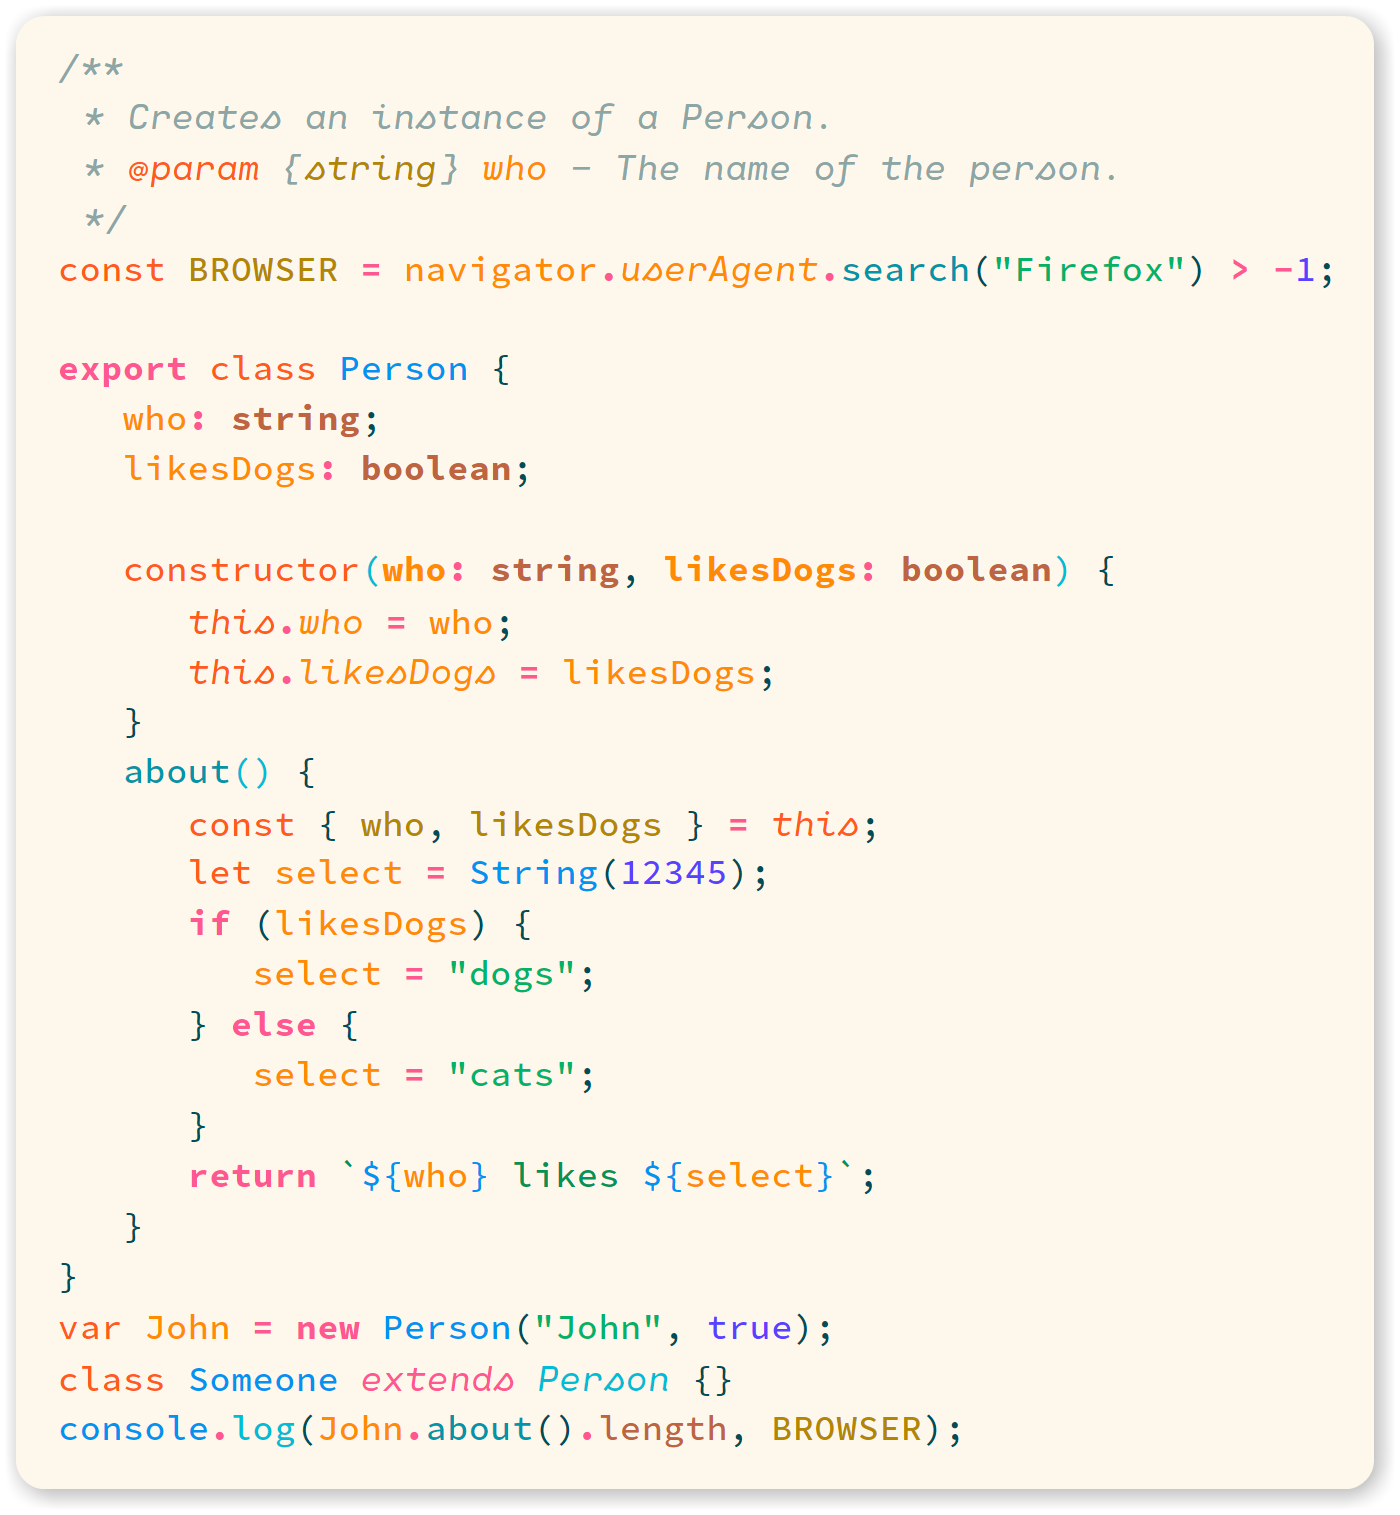 /**
 * Creates an instance of a Person.
 * @param {string} who - The name of the person.
 */
const BROWSER = navigator.userAgent.search("Firefox") > -1;

export class Person {
   who: string;
   likesDogs: boolean;

   constructor(who: string, likesDogs: boolean) {
      this.who = who;
      this.likesDogs = likesDogs;
   }
   about() {
      const { who, likesDogs } = this;
      let select = String(12345);
      if (likesDogs) {
         select = "dogs";
      } else {
         select = "cats";
      }
      return `${who} likes ${select}`;
   }
}
var John = new Person("John", true);
class Someone extends Person {}
console.log(John.about().length, BROWSER);